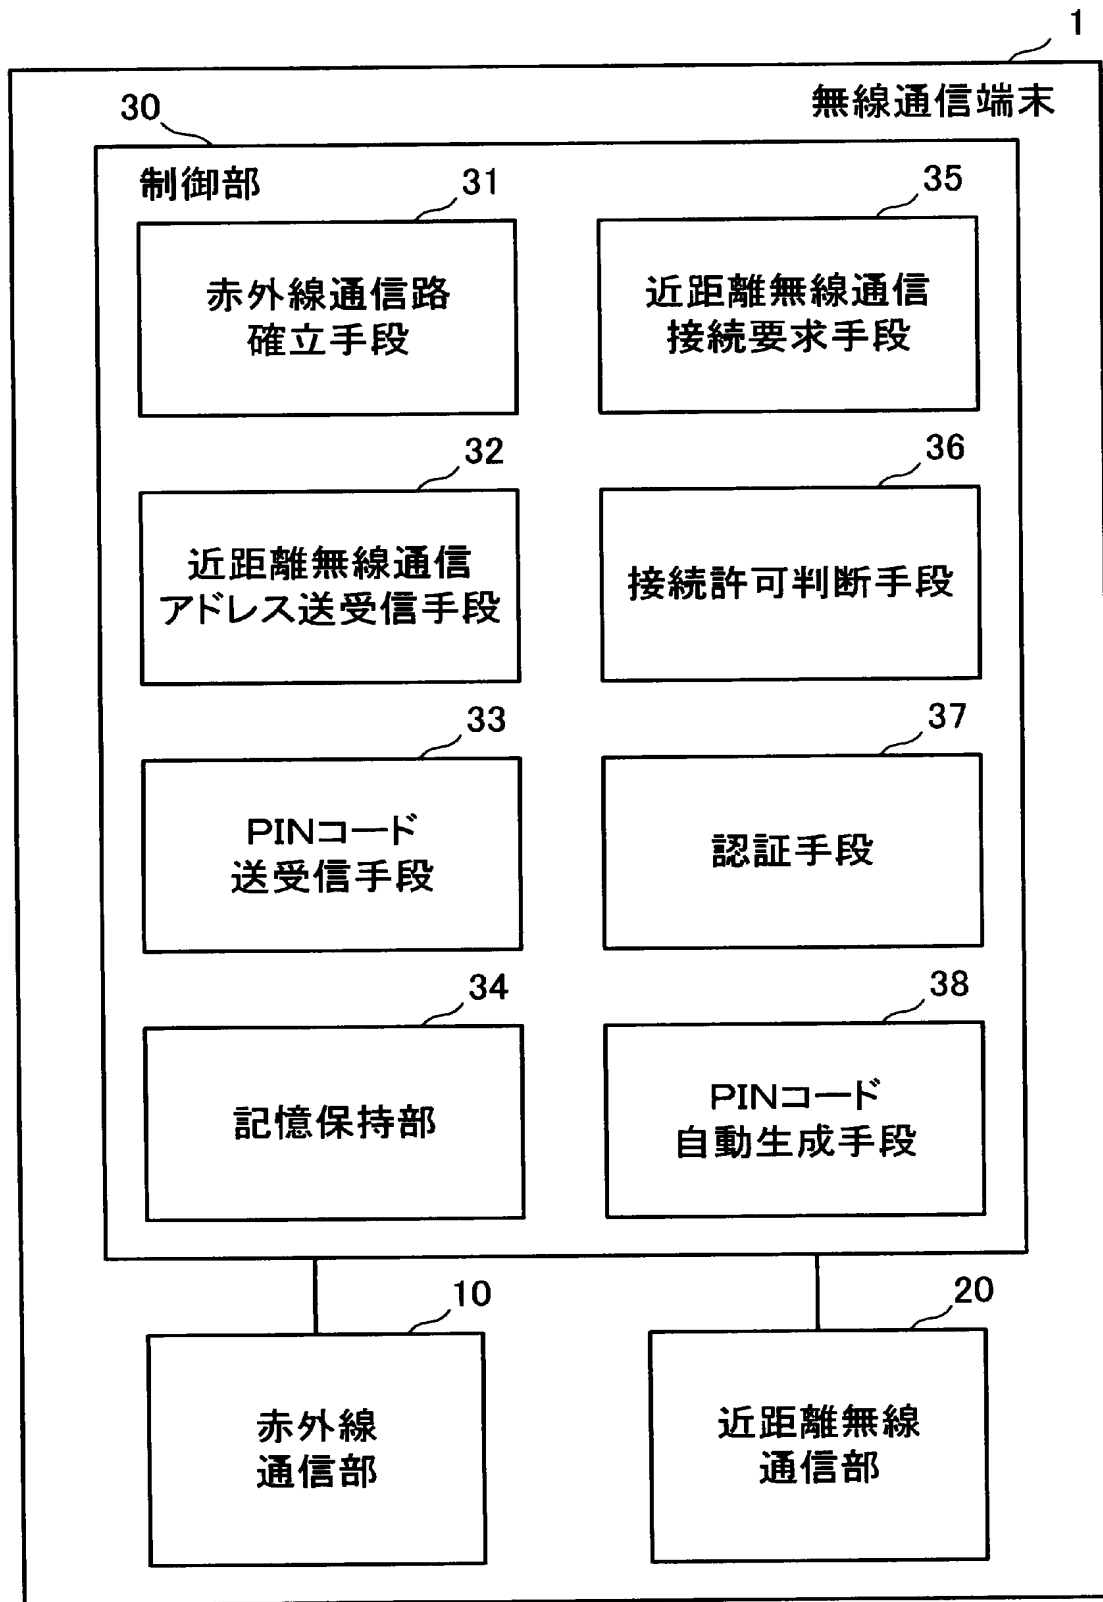 1
無線通信端末
30
制御部
31
赤外線通信路
確立手段
35
近距離無線通信
接続要求手段
32
近距離無線通信
アドレス送受信手段
36
接続許可判断手段
33
PINコード
送受信手段
37
認証手段
34
記憶保持部
38
PINコード
自動生成手段
10
赤外線
通信部
20
近距離無線
通信部